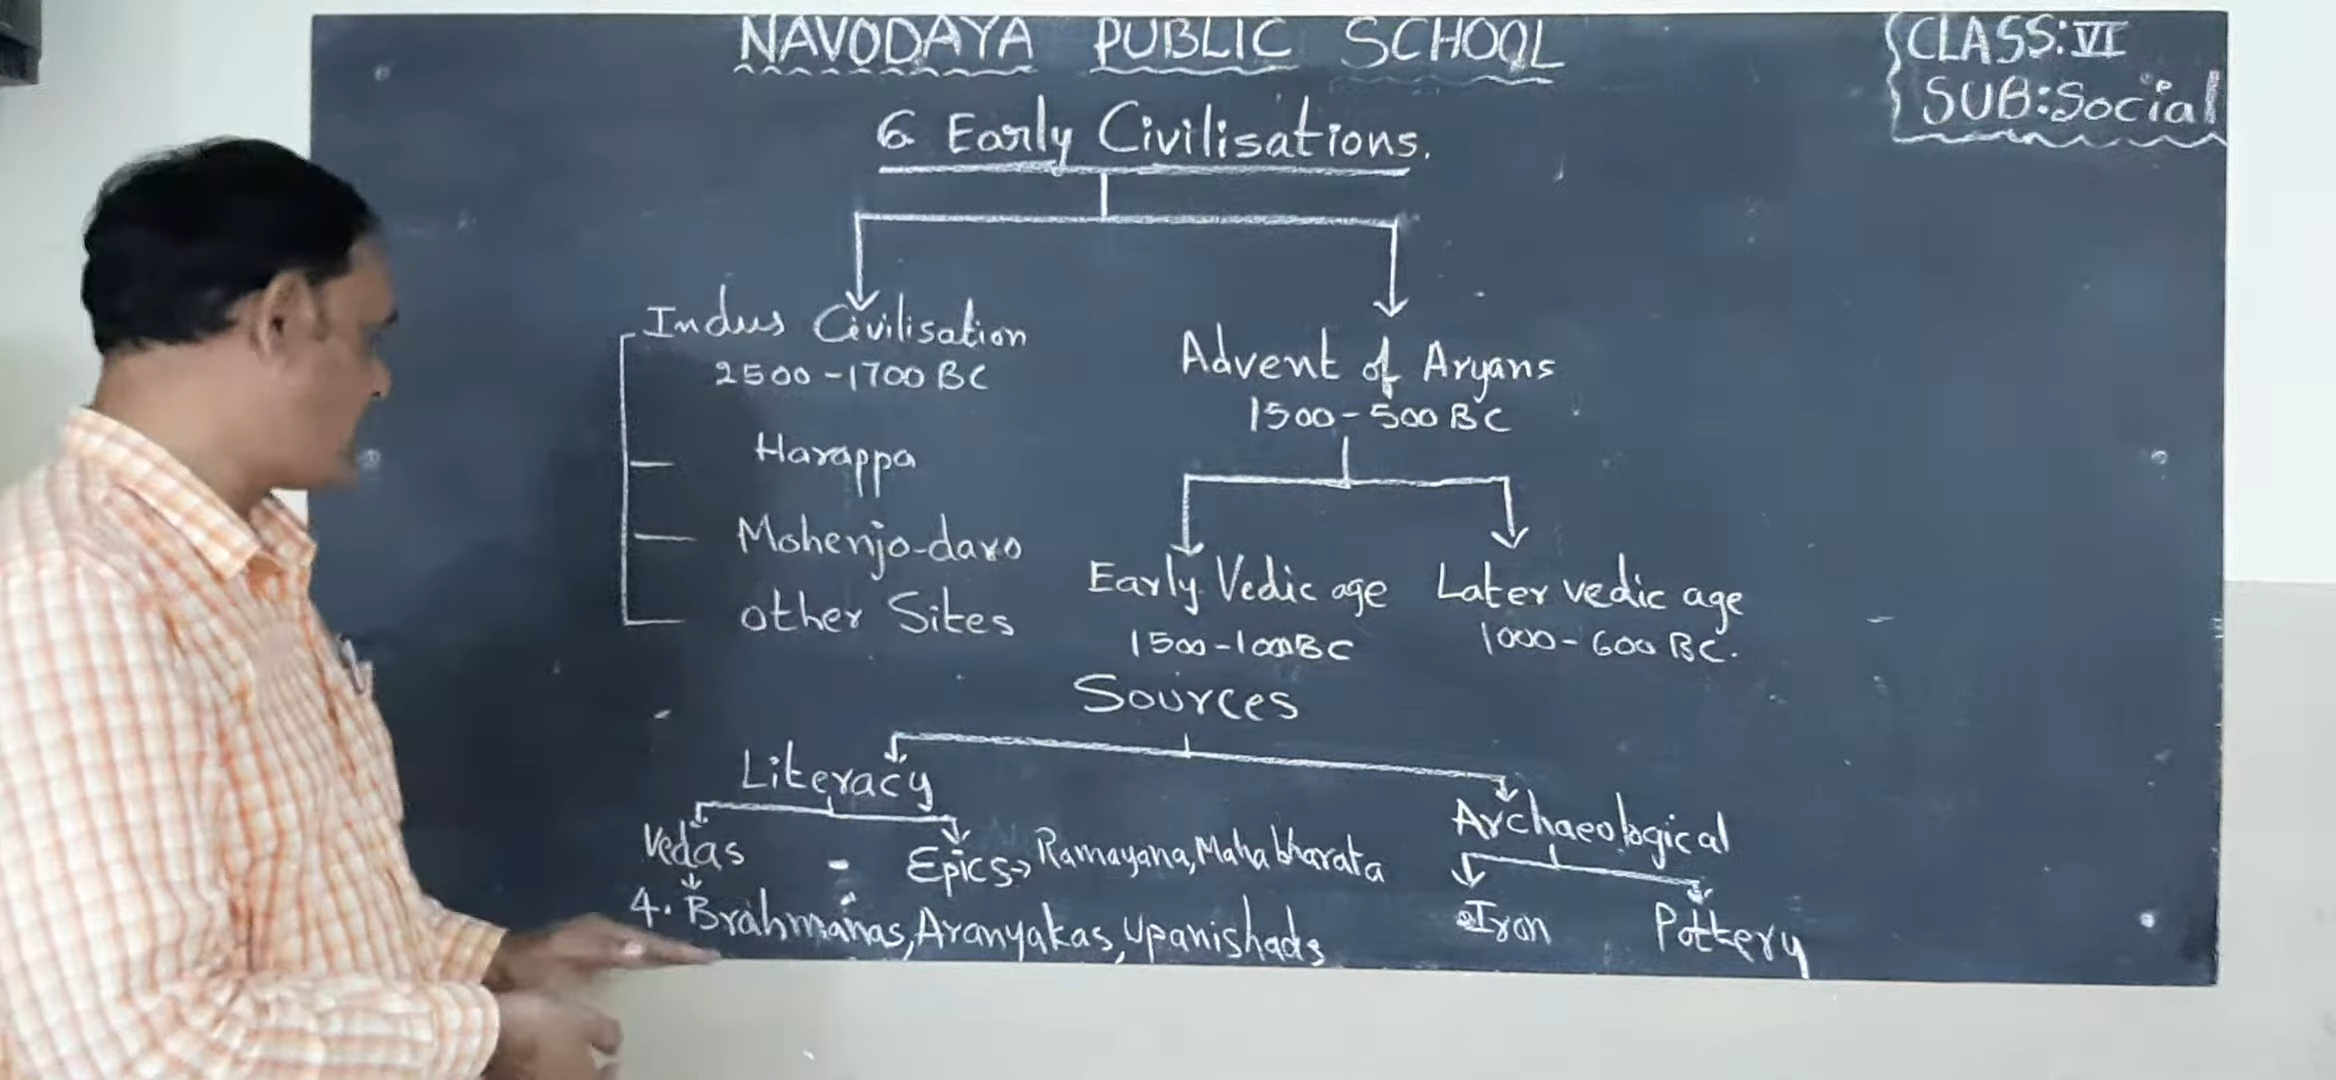 NAVODAYA PUBLIC SCHOOL
CLASS: VI
SUB: Social
6 Early Civilisations.
Indus Civilisation
2500-1700 BC
Harappa
Mohenjo-daro
other Sites
Advent of Aryans
1500-500 BC
Early Vedic age
1500-1000BC
Later vedic age
1000-600 BC.
Sources
Literacy
Vedas - Epics→ Ramayana, Mahabharata
4. Brahmanas, Aranyakas, Upanishads
Archaeological
Iron
Pottery